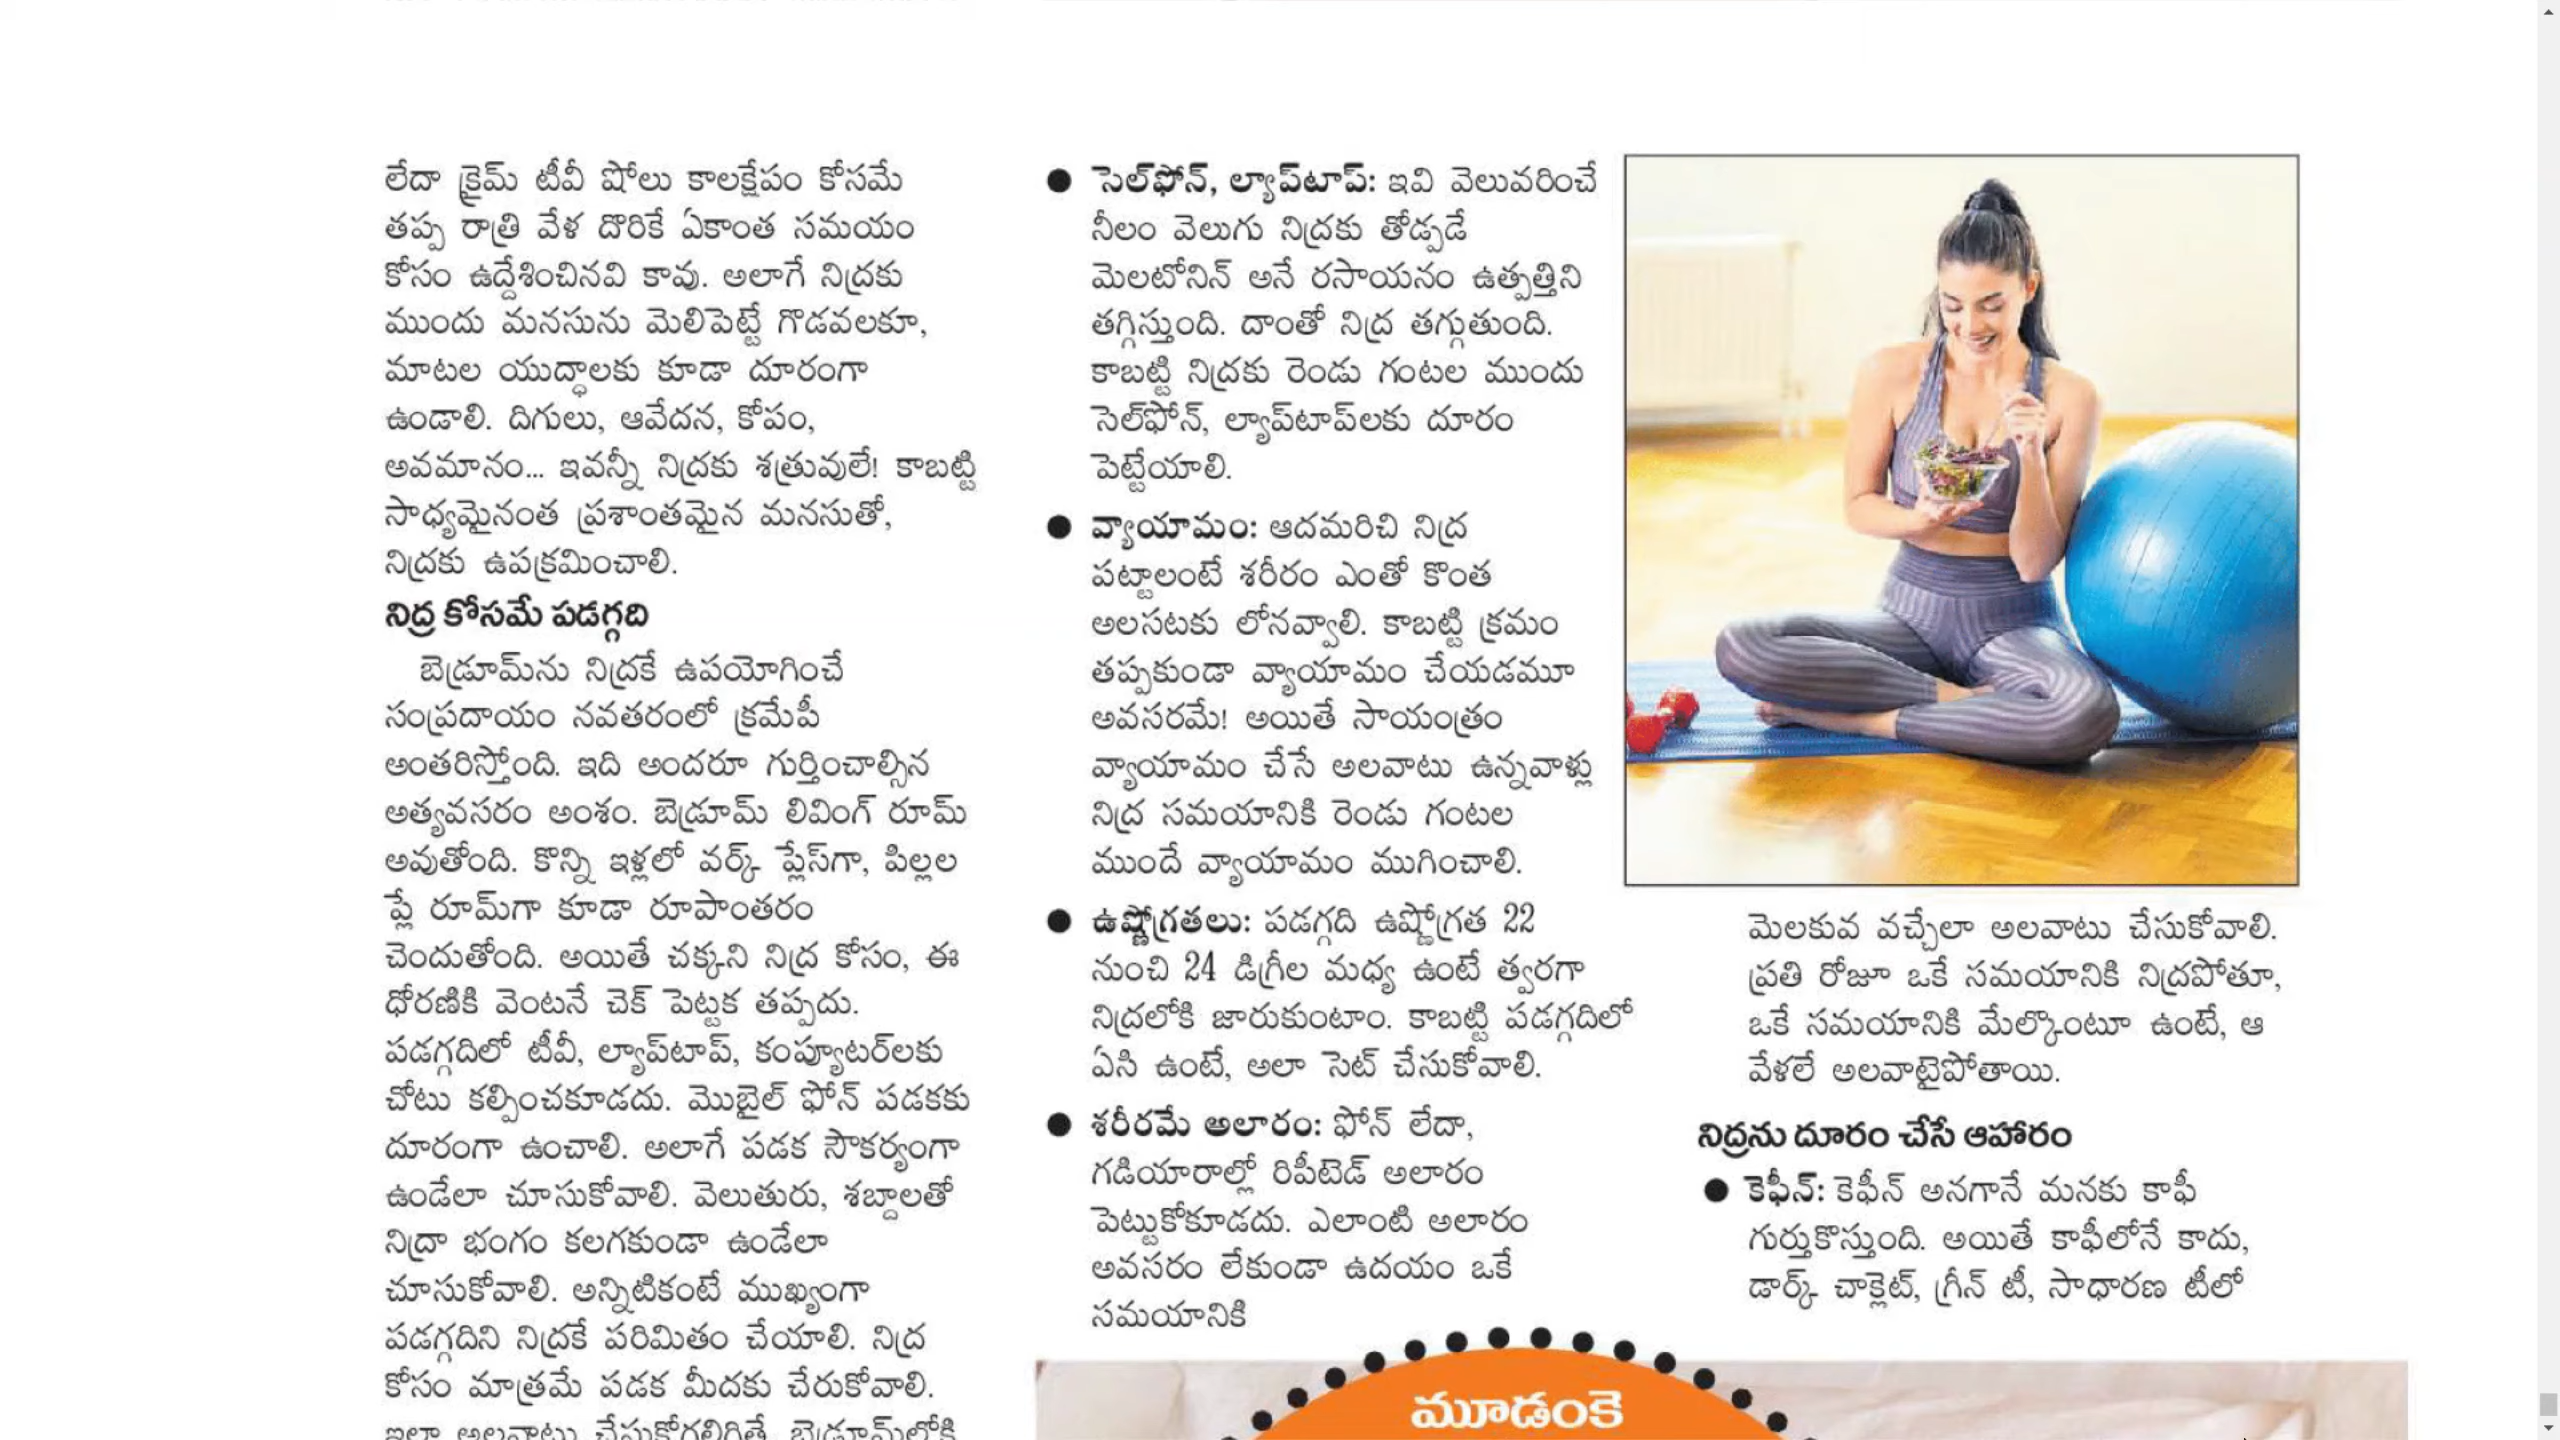 లేదా క్రైమ్ టీవీ షోలు కాలక్షేపం కోసమే
తప్ప రాత్రి వేళ దొరికే ఏకాంత సమయం
కోసం ఉద్దేశించినవి కావు. అలాగే నిద్రకు
ముందు మనసును మెలిపెట్టే గొడవలకూ,
మాటల యుద్ధాలకు కూడా దూరంగా
ఉండాలి. దిగులు, ఆవేదన, కోపం,
అవమానం... ఇవన్నీ నిద్రకు శత్రువులే! కాబట్టి
సాధ్యమైనంత ప్రశాంతమైన మనసుతో,
నిద్రకు ఉపక్రమించాలి.
నిద్ర కోసమే పడగ్గది
బెడ్రూమ్‌ను నిద్రకే ఉపయోగించే
సంప్రదాయం నవతరంలో క్రమేపీ
అంతరిస్తోంది. ఇది అందరూ గుర్తించాల్సిన
అత్యవసరం అంశం. బెడ్రూమ్ లివింగ్ రూమ్
అవుతోంది. కొన్ని ఇళ్లలో వర్క్ ప్లేస్‌గా, పిల్లల
ప్లే రూమ్‌గా కూడా రూపాంతరం
చెందుతోంది. అయితే చక్కని నిద్ర కోసం, ఈ
ధోరణికి వెంటనే చెక్ పెట్టక తప్పదు.
పడగ్గదిలో టీవీ, ల్యాప్‌టాప్, కంప్యూటర్‌లకు
చోటు కల్పించకూడదు. మొబైల్ ఫోన్ పడకకు
దూరంగా ఉంచాలి. అలాగే పడక సౌకర్యంగా
ఉండేలా చూసుకోవాలి. వెలుతురు, శబ్దాలతో
నిద్రా భంగం కలగకుండా ఉండేలా
చూసుకోవాలి. అన్నిటికంటే ముఖ్యంగా
పడగ్గదిని నిద్రకే పరిమితం చేయాలి. నిద్ర
కోసం మాత్రమే పడక మీదకు చేరుకోవాలి.
ఇలా అలవాటు చేసుకోగలిగితే, బెడ్రూమ్‌లోకి
● సెల్‌ఫోన్, ల్యాప్‌టాప్: ఇవి వెలువరించే
నీలం వెలుగు నిద్రకు తోడ్పడే
మెలటోనిన్ అనే రసాయనం ఉత్పత్తిని
తగ్గిస్తుంది. దాంతో నిద్ర తగ్గుతుంది.
కాబట్టి నిద్రకు రెండు గంటల ముందు
సెల్‌ఫోన్, ల్యాప్‌టాప్‌లకు దూరం
పెట్టేయాలి.
● వ్యాయామం: ఆదమరిచి నిద్ర
పట్టాలంటే శరీరం ఎంతో కొంత
అలసటకు లోనవ్వాలి. కాబట్టి క్రమం
తప్పకుండా వ్యాయామం చేయడమూ
అవసరమే! అయితే సాయంత్రం
వ్యాయామం చేసే అలవాటు ఉన్నవాళ్లు
నిద్ర సమయానికి రెండు గంటల
ముందే వ్యాయామం ముగించాలి.
● ఉష్ణోగ్రతలు: పడగ్గది ఉష్ణోగ్రత 22
నుంచి 24 డిగ్రీల మధ్య ఉంటే త్వరగా
నిద్రలోకి జారుకుంటాం. కాబట్టి పడగ్గదిలో
ఏసి ఉంటే, అలా సెట్ చేసుకోవాలి.
● శరీరమే అలారం: ఫోన్ లేదా,
గడియారాల్లో రిపీటెడ్ అలారం
పెట్టుకోకూడదు. ఎలాంటి అలారం
అవసరం లేకుండా ఉదయం ఒకే
సమయానికి
మెలకువ వచ్చేలా అలవాటు చేసుకోవాలి.
ప్రతి రోజూ ఒకే సమయానికి నిద్రపోతూ,
ఒకే సమయానికి మేల్కొంటూ ఉంటే, ఆ
వేళలే అలవాటైపోతాయి.
నిద్రను దూరం చేసే ఆహారం
● కెఫీన్: కెఫీన్ అనగానే మనకు కాఫీ
గుర్తుకొస్తుంది. అయితే కాఫీలోనే కాదు,
డార్క్ చాక్లెట్, గ్రీన్ టీ, సాధారణ టీలో
మూడంకె